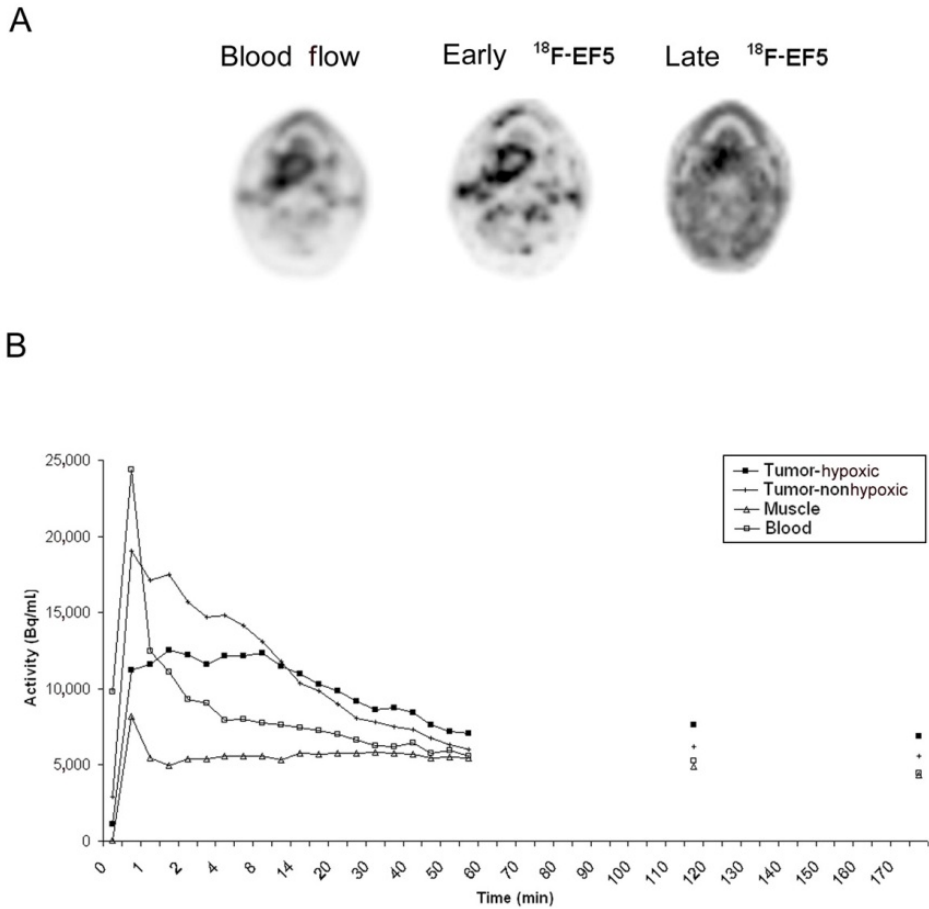 A
Blood flow Early ¹⁸F-EF5 Late ¹⁸F-EF5
B
25,000
20,000
15,000
10,000
5,000
0
Activity (Bq/ml)
Tumor-hypoxic
Tumor-nonhypoxic
Muscle
Blood
0 1 2 4 8 14 20 30 40 50 60 70 80 90 100 110 120 130 140 150 160 170
Time (min)